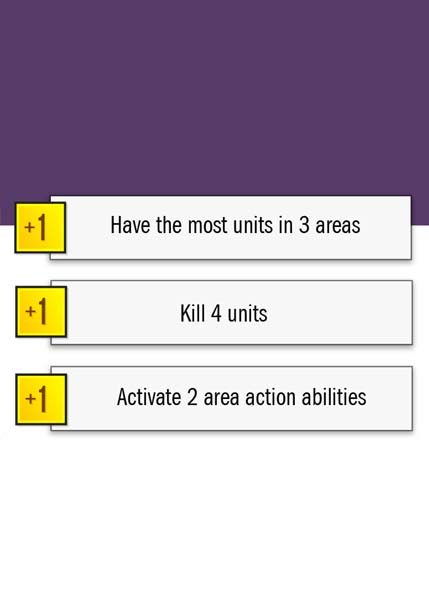 +1 Have the most units in 3 areas
+1 Kill 4 units
+1 Activate 2 area action abilities